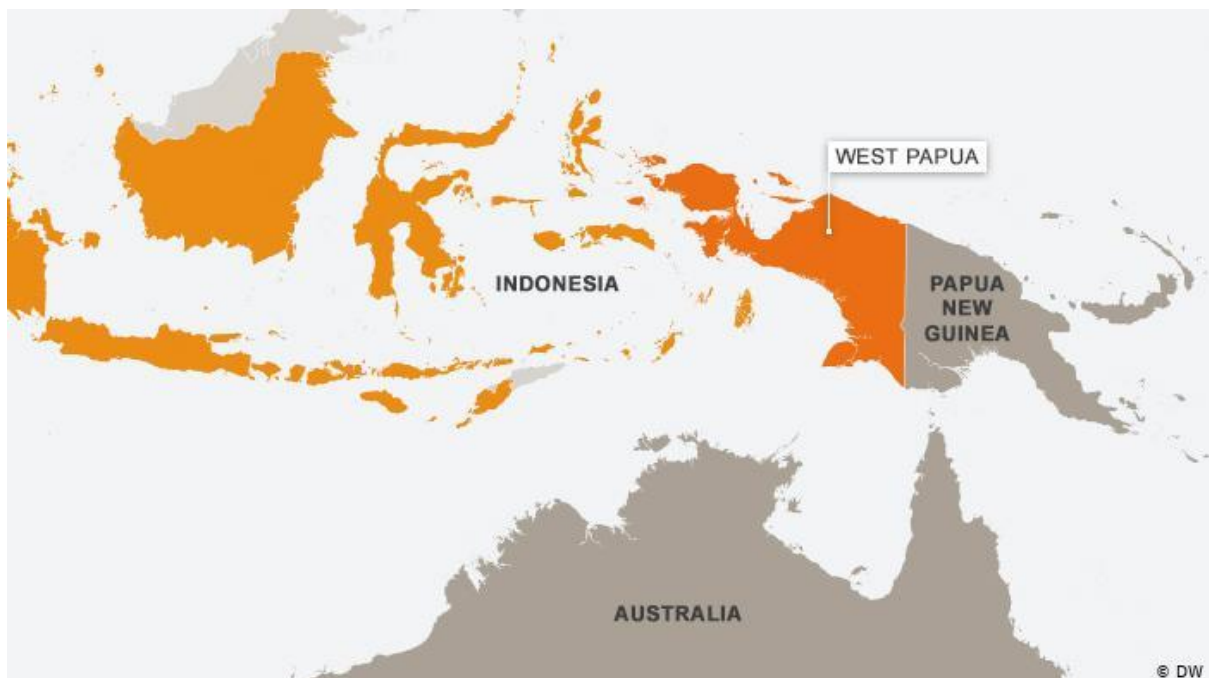 WEST PAPUA
INDONESIA
PAPUA
NEW
GUINEA
AUSTRALIA
© DW